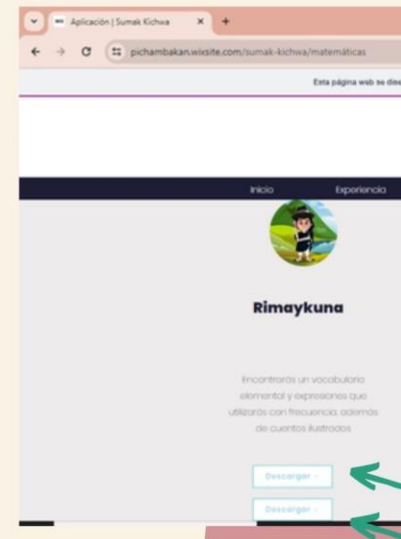 Aplicación | Sumak Kichwa
pichambakan.wixsite.com/sumak-kichwa/matemáticas
Esta página web se dise
Inicio Experiencia
Rimaykuna
Encontrarás un vocabulario
elemental y expresiones que
utilizarás con frecuencia, además
de cuentos ilustrados
Descargar
Descargar